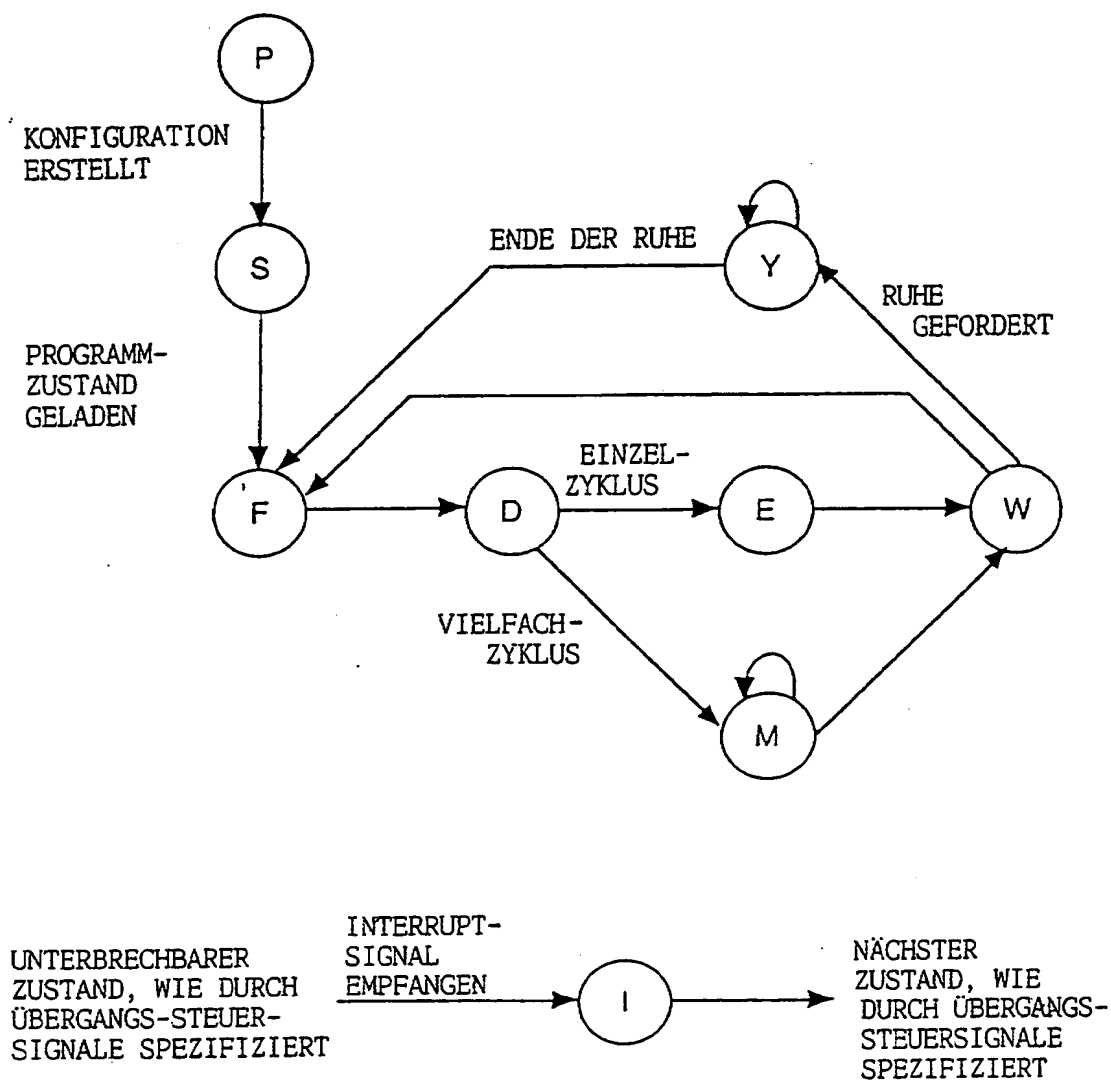 P
KONFIGURATION
ERSTELLT
S
ENDE DER RUHE
Y
RUHE
GEFORDERT
PROGRAMM-
ZUSTAND
GELADEN
EINZEL-
ZYKLUS
F
D
E
W
VIELFACH-
ZYKLUS
M
UNTERBRECHBARER
ZUSTAND, WIE DURCH
ÜBERGANGS-STEUER-
SIGNALE SPEZIFIZIERT
INTERRUPT-
SIGNAL
EMPFANGEN
I
NÄCHSTER
ZUSTAND, WIE
DURCH ÜBERGANGS-
STEUERSIGNALE
SPEZIFIZIERT